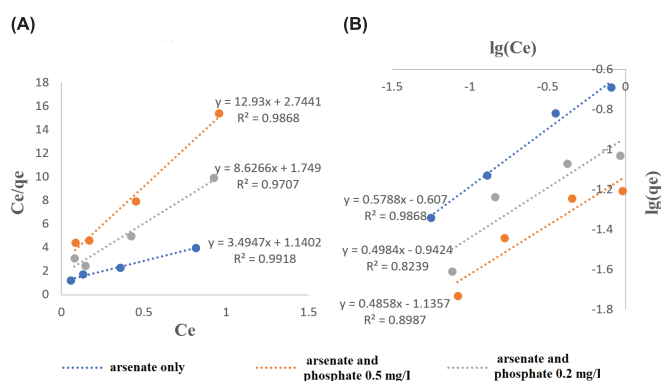 (A)
(B)
lg(Ce)
18
16
14
12
10
8
6
4
2
0
Ce/qe
y = 12.93x + 2.7441
R² = 0.9868
y = 8.6266x + 1.749
R² = 0.9707
y = 3.4947x + 1.1402
R² = 0.9918
0
0.5
1
1.5
Ce
-1.5
-1
-0.5
0
-0.6
-0.8
-1
-1.2
-1.4
-1.6
-1.8
lg(qe)
y = 0.5788x - 0.607
R² = 0.9868
y = 0.4984x - 0.9424
R² = 0.8239
y = 0.4858x - 1.1357
R² = 0.8987
arsenate only
arsenate and
phosphate 0.5 mg/l
arsenate and
phosphate 0.2 mg/l